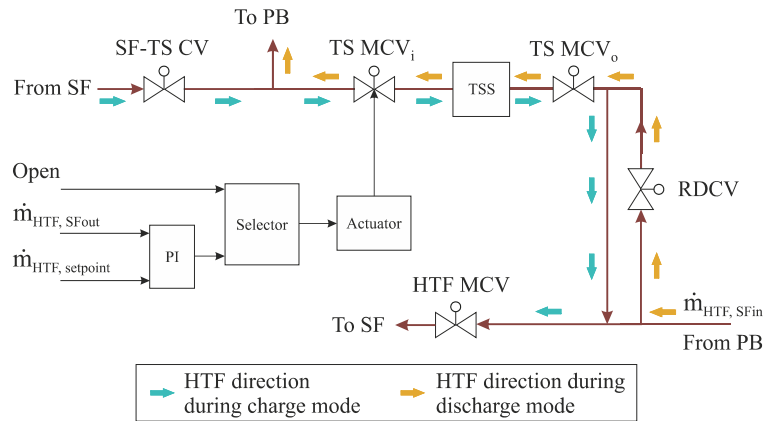 To PB
SF-TS CV
TS MCVᵢ
TS MCVₒ
From SF
TSS
Open
ṁHTF, SFout
ṁHTF, setpoint
PI
Selector
Actuator
RDCV
HTF MCV
To SF
ṁHTF, SFin
From PB
HTF direction
during charge mode
HTF direction during
discharge mode